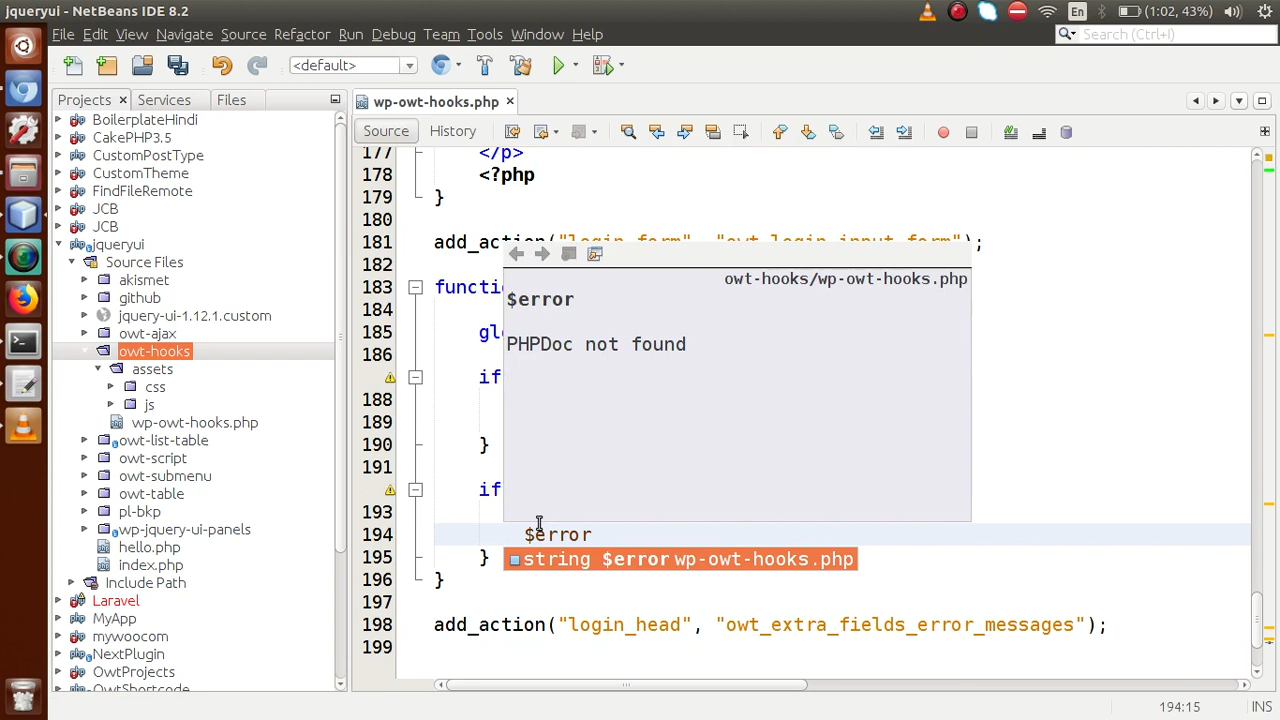 jqueryui - NetBeans IDE 8.2
En
(1:02, 43%)
File Edit View Navigate Source Refactor Run Debug Team Tools Window Help
Search (Ctrl+I)
<default>
Projects
Services
Files
wp-owt-hooks.php
Source
History
BoilerplateHindi
CakePHP3.5
CustomPostType
CustomTheme
FindFileRemote
JCB
JCB
jqueryui
Source Files
akismet
github
jquery-ui-1.12.1.custom
owt-ajax
owt-hooks
assets
css
js
wp-owt-hooks.php
owt-list-table
owt-script
owt-submenu
owt-table
pl-bkp
wp-jquery-ui-panels
hello.php
index.php
Include Path
Laravel
MyApp
mywoocom
NextPlugin
OwtProjects
OwtShortcode
177 </p>
178 <?php
179 }
180
181 add_action("login_form", "owt_login_input_form");
182
183 functi
184
185 gl
186
if
188
189
190 }
191
if
193
194 $error
195 }
196 }
197
198 add_action("login_head", "owt_extra_fields_error_messages");
199
owt-hooks/wp-owt-hooks.php
$error
PHPDoc not found
string $error wp-owt-hooks.php
194:15
INS